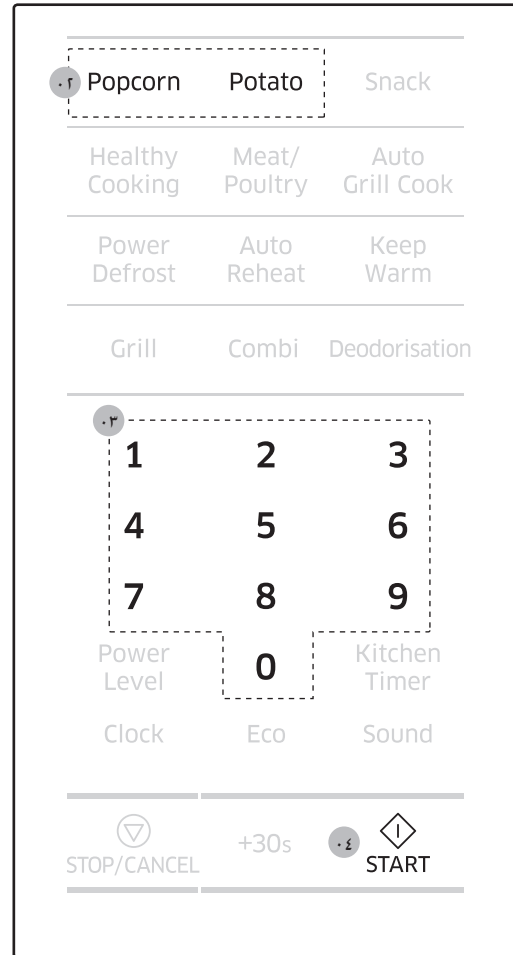 ٠٢ Popcorn Potato Snack
Healthy Cooking Meat/ Poultry Auto Grill Cook
Power Defrost Auto Reheat Keep Warm
Grill Combi Deodorisation
٠٣
1 2 3
4 5 6
7 8 9
Power Level 0 Kitchen Timer
Clock Eco Sound
STOP/CANCEL +30s ٠٤ START